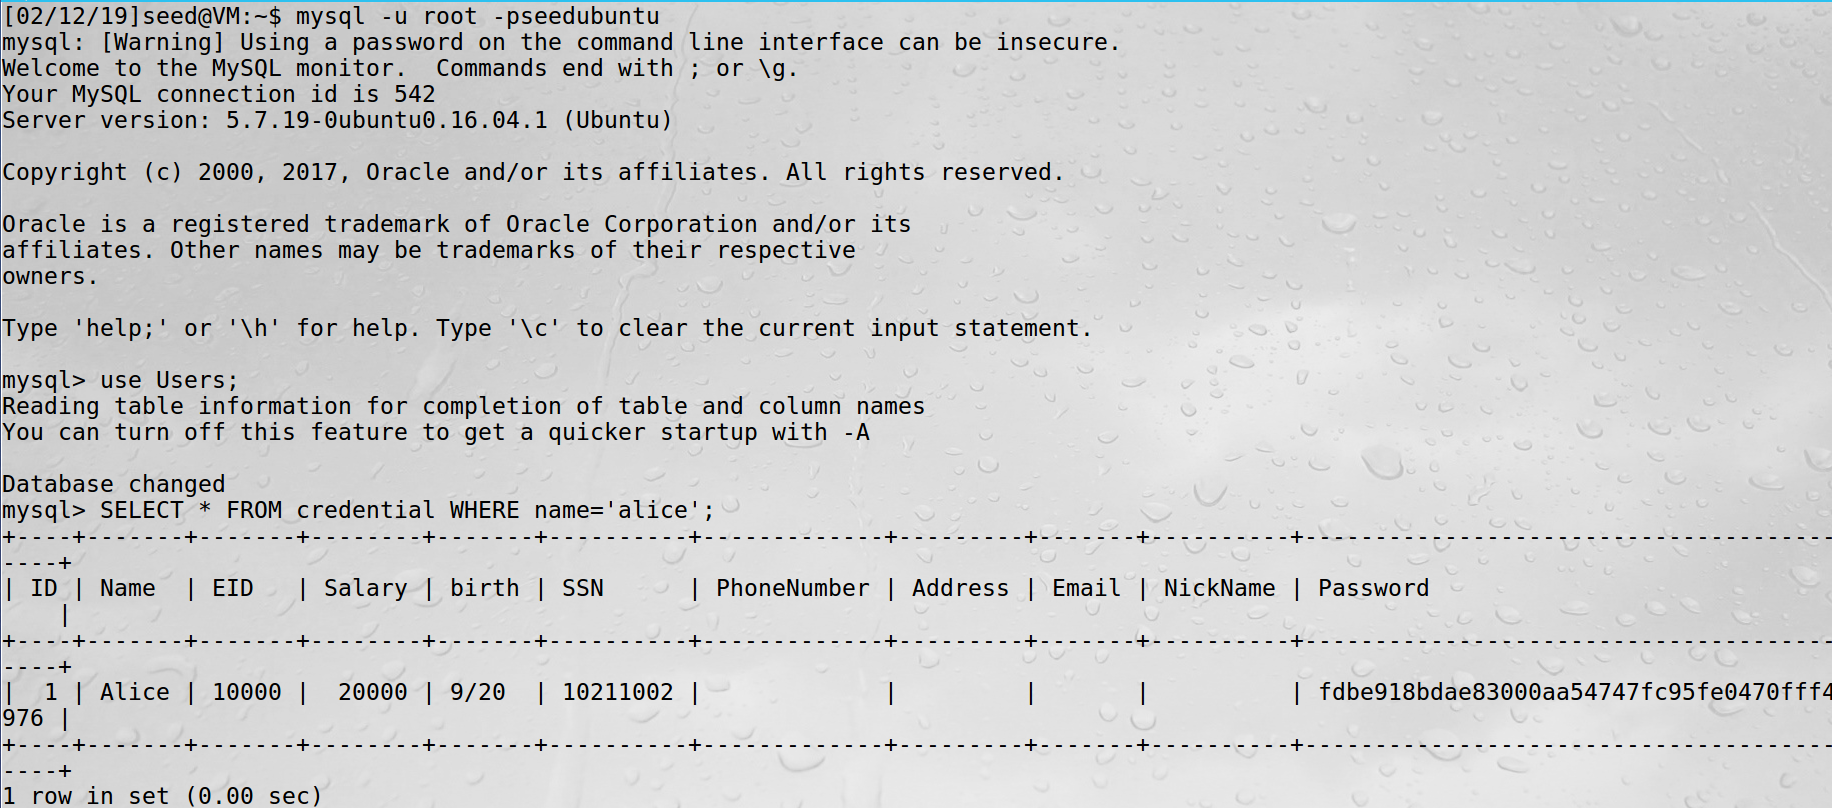 [02/12/19]seed@VM:~$ mysql -u root -pseedubuntu
mysql: [Warning] Using a password on the command line interface can be insecure.
Welcome to the MySQL monitor.  Commands end with ; or \g.
Your MySQL connection id is 542
Server version: 5.7.19-0ubuntu0.16.04.1 (Ubuntu)

Copyright (c) 2000, 2017, Oracle and/or its affiliates. All rights reserved.

Oracle is a registered trademark of Oracle Corporation and/or its
affiliates. Other names may be trademarks of their respective
owners.

Type 'help;' or '\h' for help. Type '\c' to clear the current input statement.

mysql> use Users;
Reading table information for completion of table and column names
You can turn off this feature to get a quicker startup with -A

Database changed
mysql> SELECT * FROM credential WHERE name='alice';
+----+-------+-------+--------+-------+----------+-------------+---------+-------+----------+--------------------------------------
----+
| ID | Name  | EID   | Salary | birth | SSN      | PhoneNumber | Address | Email | NickName | Password
    |
+----+-------+-------+--------+-------+----------+-------------+---------+-------+----------+--------------------------------------
----+
|  1 | Alice | 10000 |  20000 | 9/20  | 10211002 |             |         |       |          | fdbe918bdae83000aa54747fc95fe0470fff4
976 |
+----+-------+-------+--------+-------+----------+-------------+---------+-------+----------+--------------------------------------
----+
1 row in set (0.00 sec)